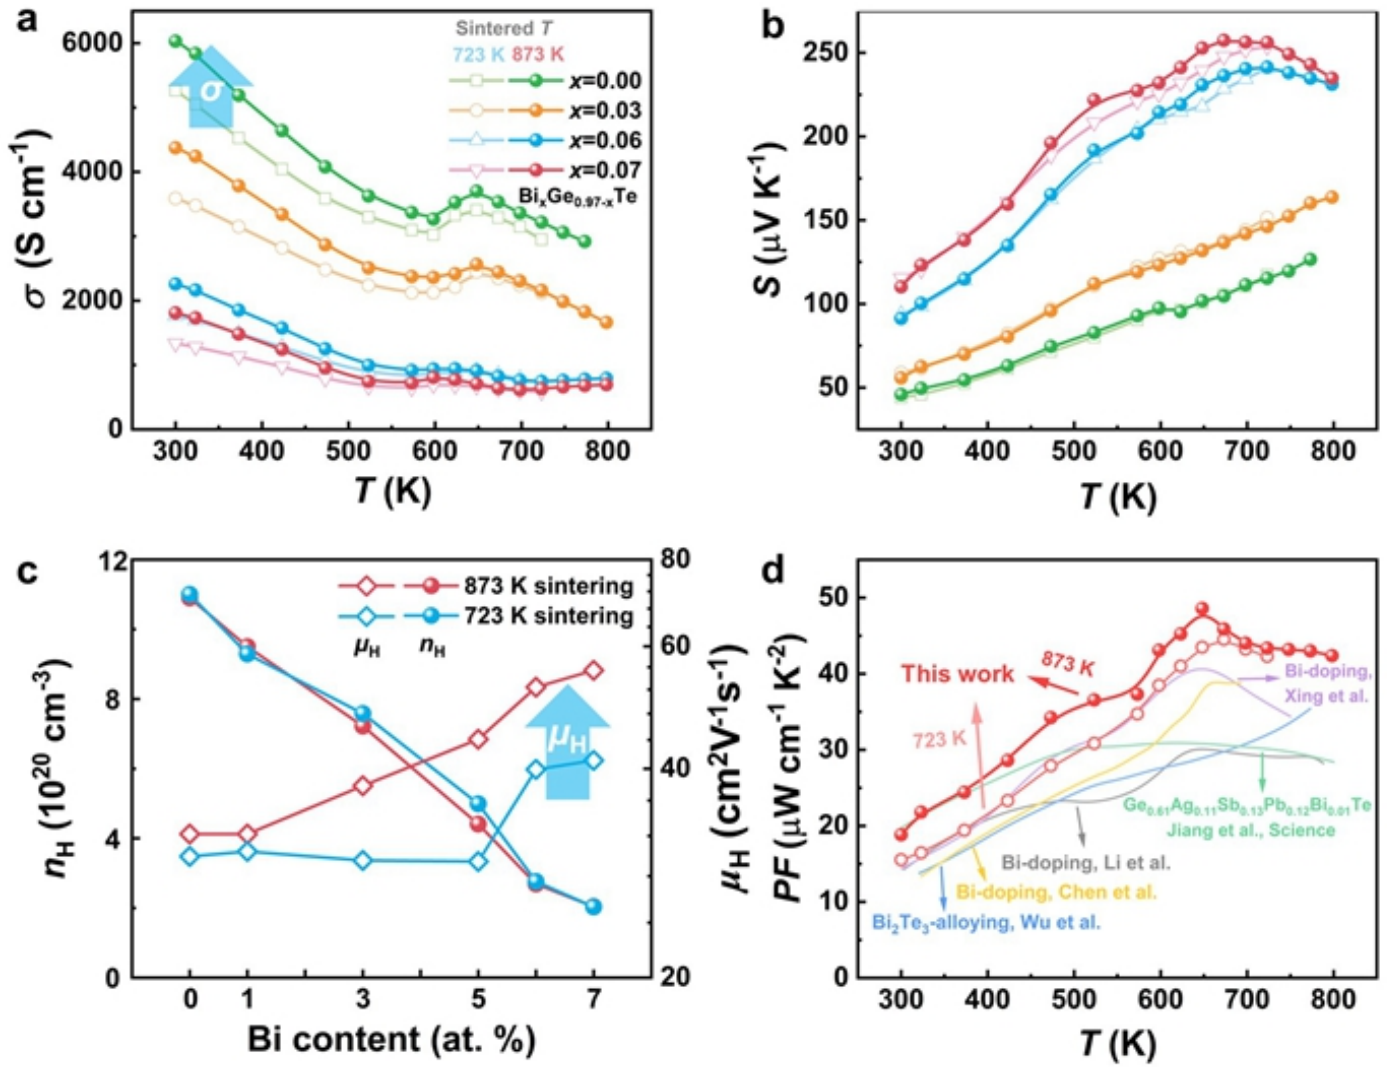 a
Sintered T
723 K 873 K
x=0.00
x=0.03
x=0.06
x=0.07
BixGe0.97-xTe
σ
σ (S cm-1)
6000
4000
2000
0
300 400 500 600 700 800
T (K)
b
S (μV K-1)
250
200
150
100
50
300 400 500 600 700 800
T (K)
c
873 K sintering
723 K sintering
μH nH
μH
nH (10^20 cm-3)
12
8
4
0
μH (cm2V-1s-1)
80
60
40
20
0 1 3 5 7
Bi content (at. %)
d
PF (μW cm-1 K-2)
50
40
30
20
10
0
This work
873 K
723 K
Bi-doping,
Xing et al.
Ge0.61Ag0.11Sb0.13Pb0.12Bi0.01Te
Jiang et al., Science
Bi-doping, Li et al.
Bi-doping, Chen et al.
Bi2Te3-alloying, Wu et al.
300 400 500 600 700 800
T (K)